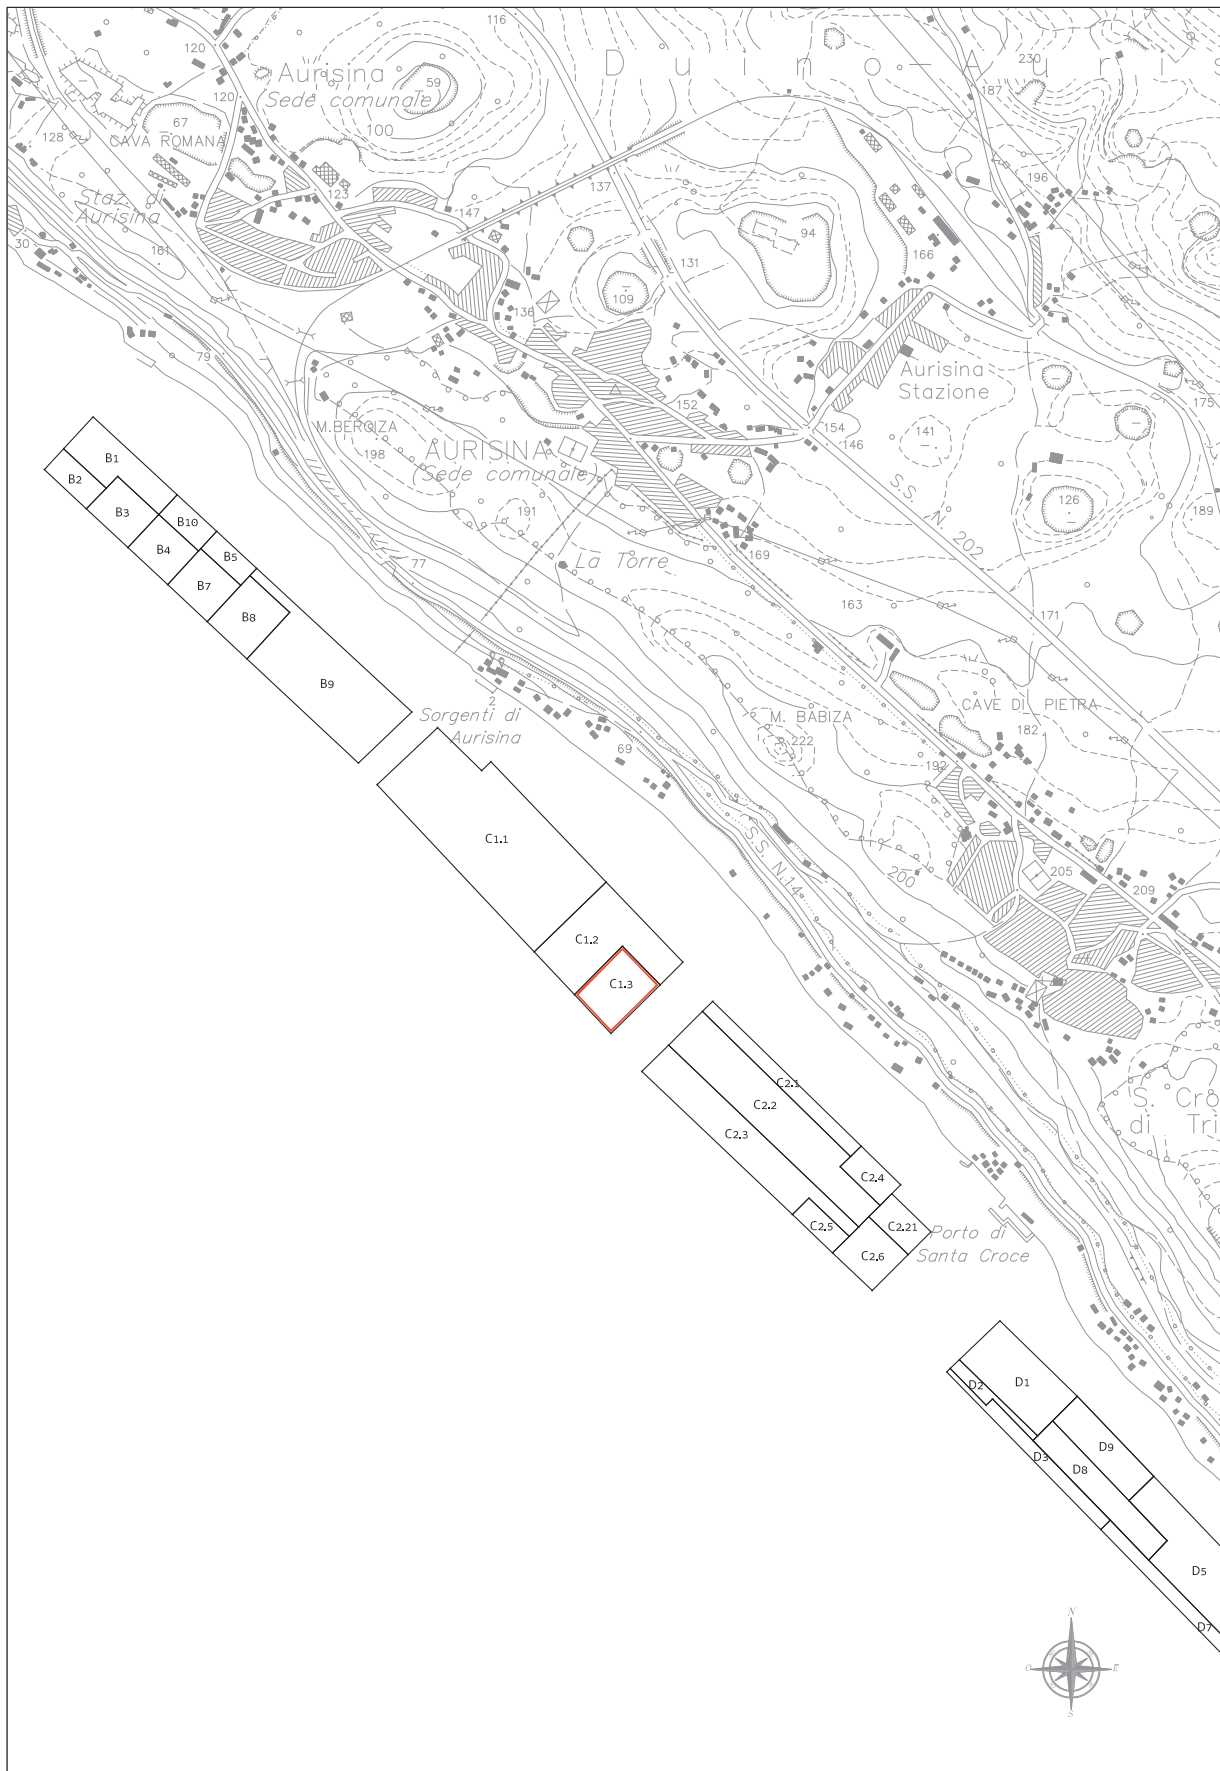 116
120
Aurisina
Sede comunale
59
Duino-Auris
230
187
120
67
100
128
CAVA ROMANA
137
196
123
Staz. di
Aurisina
147
161
94
30
166
131
109
136
79
Aurisina
Stazione
175
152
M.BEROIZA
198
154
146
141
AURISINA
(Sede comunale)
B1
B2
S.S. N 202
126
189
191
B3
B10
B4
B5
La Torre
169
77
B7
163
B8
171
B9
2
Sorgenti di
Aurisina
M. BABIZA
222
CAVE DI PIETRA
182
69
192
C1.1
S.S. N.14
200
205
209
C1.2
C1.3
C2.1
S. Cro
di Tri
C2.2
C2.3
C2.4
C2.5
C2.21
C2.6
Porto di
Santa Croce
D1
D2
D9
D3
D8
D5
D7
N
O
E
S